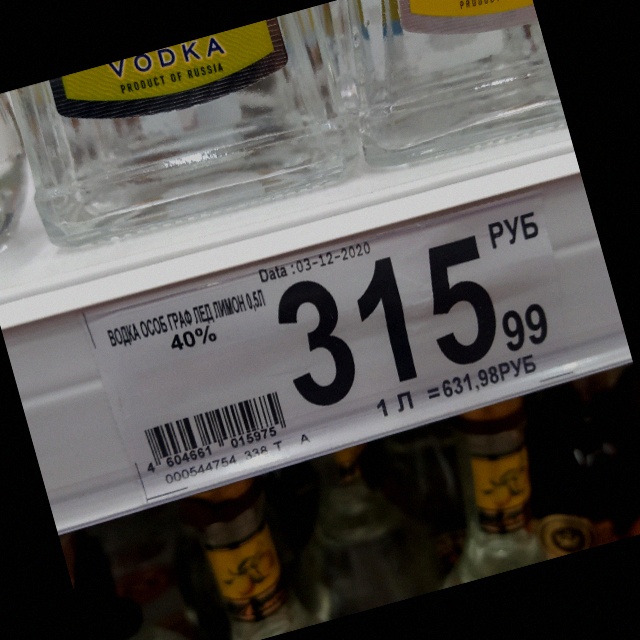 VODKA
PRODUCT OF RUSSIA
Data :03-12-2020
ВОДКА ОСОБ ГРАФ ЛЕД ЛИМОН 0,5Л
40%
315
РУБ
99
1 Л =631,98РУБ
4 604651 015975
000544754 338 Т А